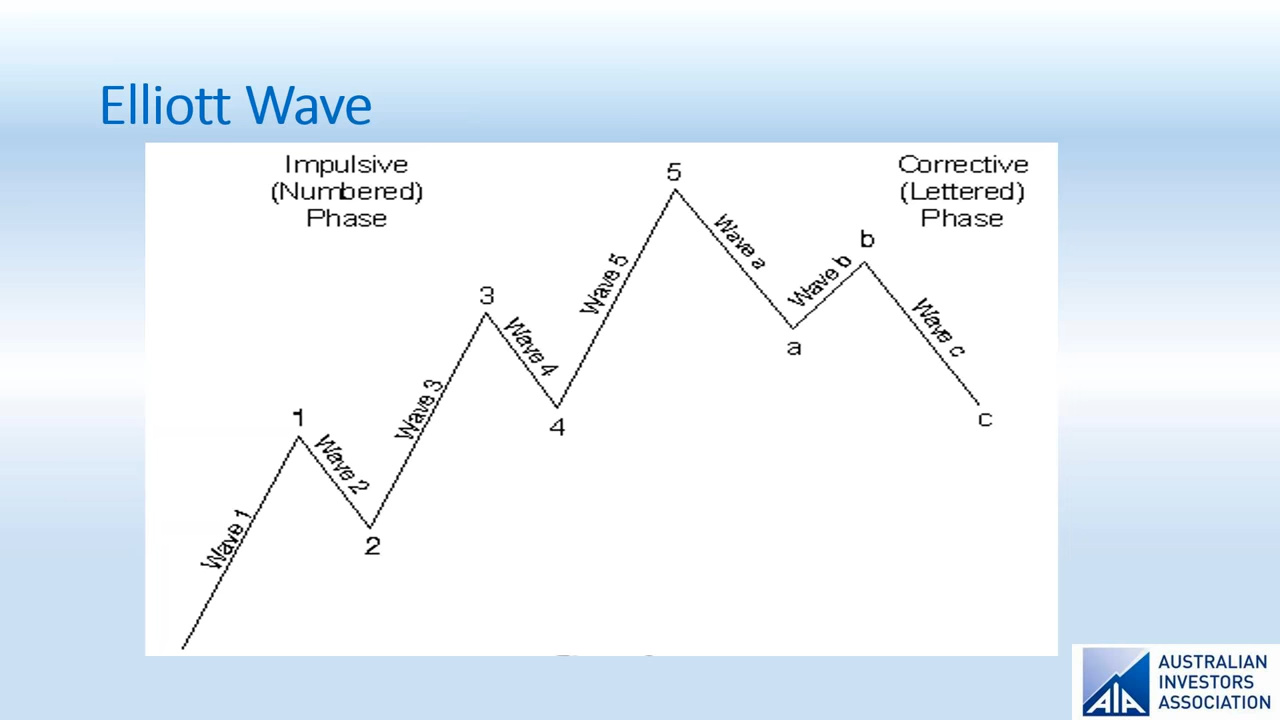 Elliott Wave
Impulsive
(Numbered)
Phase
Corrective
(Lettered)
Phase
5
Wave a
b
Wave b
Wave 5
3
Wave 4
Wave c
a
Wave 3
1
4
c
Wave 2
Wave 1
2
AUSTRALIAN
INVESTORS
ASSOCIATION
AIA